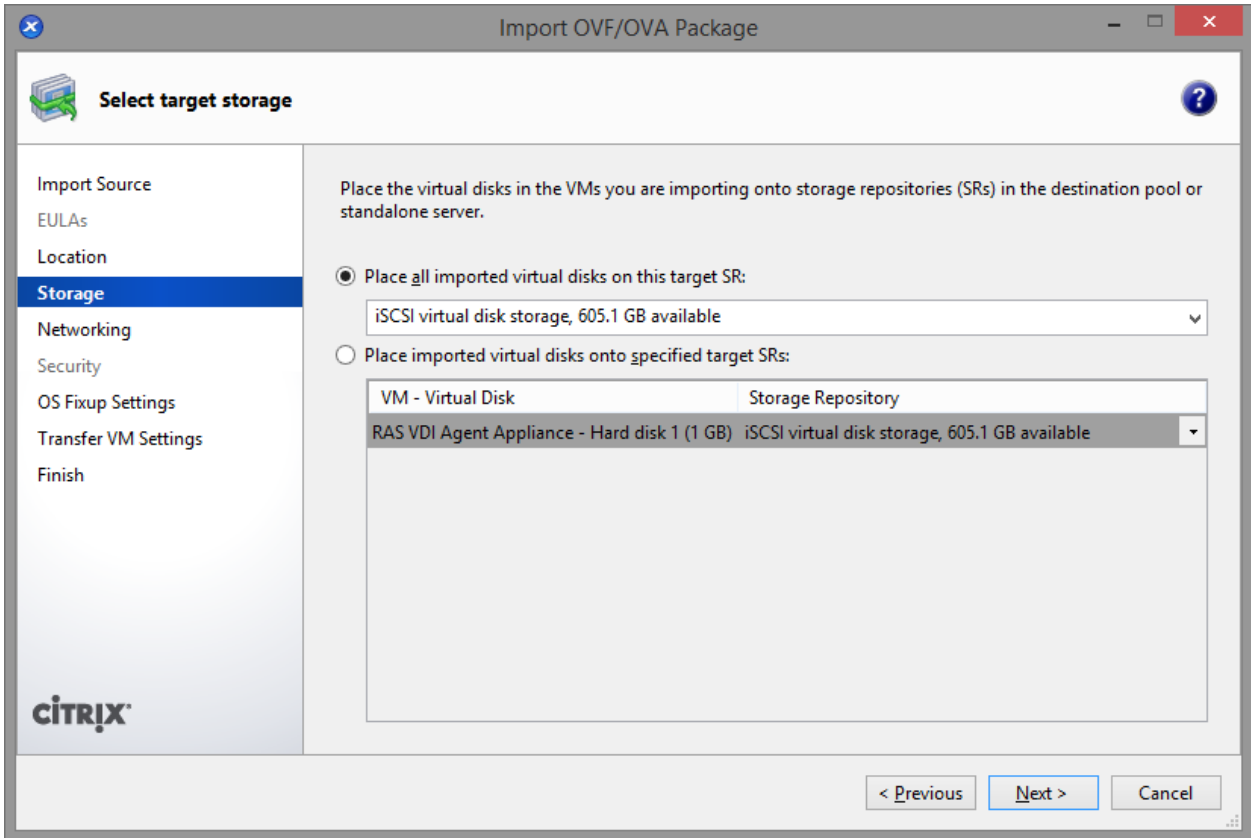 Import OVF/OVA Package
Select target storage
?
Import Source
EULAs
Location
Storage
Networking
Security
OS Fixup Settings
Transfer VM Settings
Finish
CITRIX
Place the virtual disks in the VMs you are importing onto storage repositories (SRs) in the destination pool or
standalone server.
Place all imported virtual disks on this target SR:
iSCSI virtual disk storage, 605.1 GB available
Place imported virtual disks onto specified target SRs:
VM - Virtual Disk Storage Repository
RAS VDI Agent Appliance - Hard disk 1 (1 GB) iSCSI virtual disk storage, 605.1 GB available
< Previous Next > Cancel